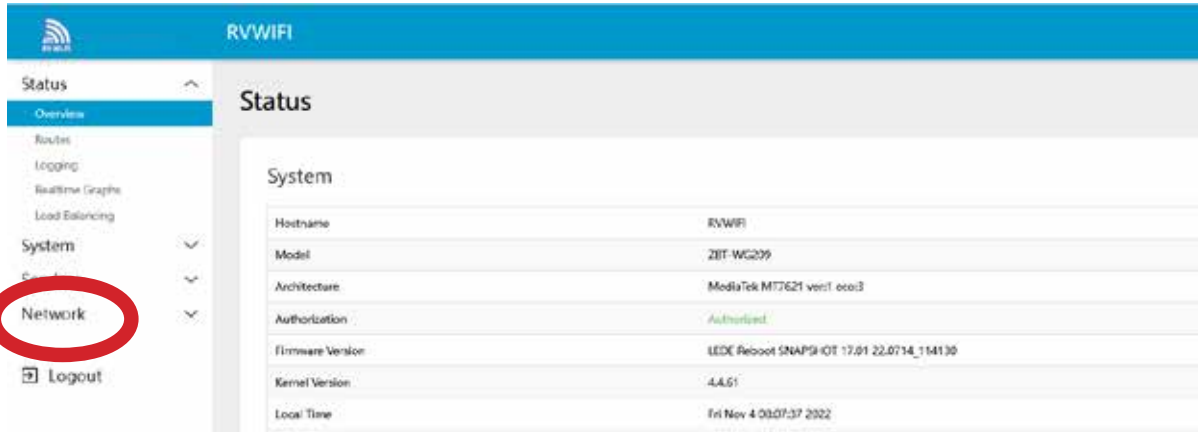 RVWIFI
Status
Overview
Routes
Logging
Realtime Graphs
Load Balancing
System
Network
Logout
Status
System
Hostname RVWIFI
Model ZBT-WG209
Architecture MediaTek MT7621 ver:1 eco:3
Authorization Authorized
Firmware Version LEDE Reboot SNAPSHOT 17.01 22.0714_114130
Kernel Version 4.4.61
Local Time Fri Nov 4 08:07:37 2022